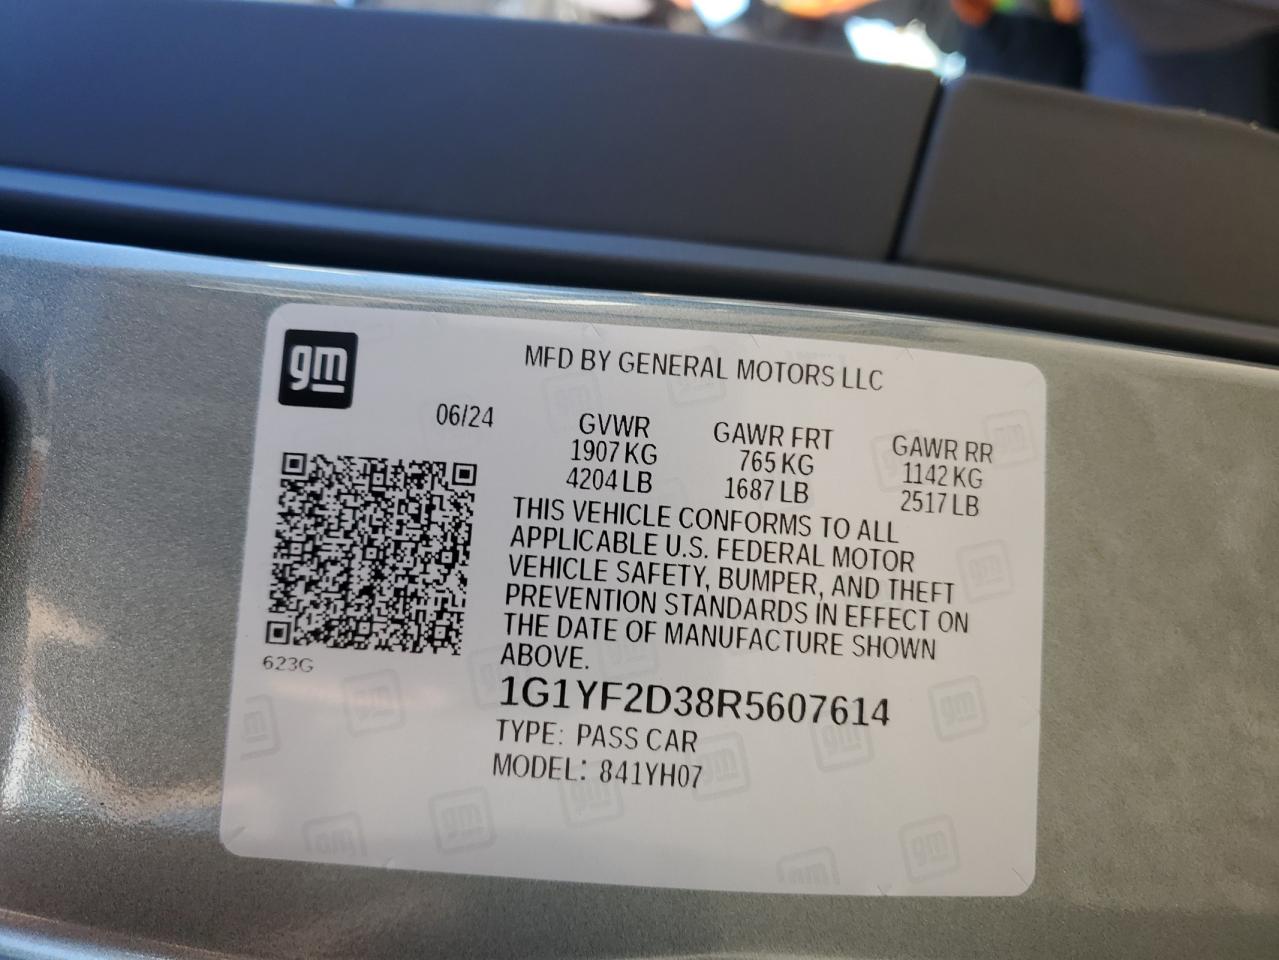 gm
MFD BY GENERAL MOTORS LLC
06/24
GVWR GAWR FRT GAWR RR
1907 KG 765 KG 1142 KG
4204 LB 1687 LB 2517 LB
THIS VEHICLE CONFORMS TO ALL
APPLICABLE U.S. FEDERAL MOTOR
VEHICLE SAFETY, BUMPER, AND THEFT
PREVENTION STANDARDS IN EFFECT ON
THE DATE OF MANUFACTURE SHOWN
ABOVE.
623G
1G1YF2D38R5607614
TYPE: PASS CAR
MODEL: 841YH07